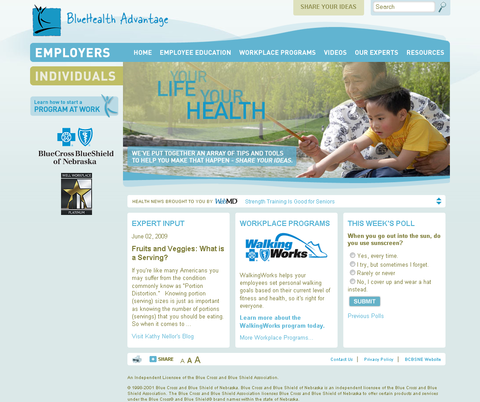 BlueHealth Advantage
SHARE YOUR IDEAS
Search
EMPLOYERS
HOME EMPLOYEE EDUCATION WORKPLACE PROGRAMS VIDEOS OUR EXPERTS RESOURCES
INDIVIDUALS
Learn how to start a
PROGRAM AT WORK
BlueCross BlueShield
of Nebraska
WELL WORKPLACE
PLATINUM
YOUR
LIFE YOUR
HEALTH
WE'VE PUT TOGETHER AN ARRAY OF TIPS AND TOOLS
TO HELP YOU MAKE THAT HAPPEN - SHARE YOUR IDEAS.
HEALTH NEWS BROUGHT TO YOU BY WebMD Strength Training Is Good for Seniors
EXPERT INPUT
June 02, 2009
Fruits and Veggies: What is
a Serving?
If you're like many Americans you
may suffer from the condition
commonly know as "Portion
Distortion." Knowing portion
(serving) sizes is just as important
as knowing the number of portions
(servings) that you should be eating.
So when it comes to ...
Visit Kathy Nellor's Blog
WORKPLACE PROGRAMS
Walking
Works
WalkingWorks helps your
employees set personal walking
goals based on their current level of
fitness and health, so it's right for
everyone.
Learn more about the
WalkingWorks program today.
More Workplace Programs...
THIS WEEK'S POLL
When you go out into the sun, do
you use sunscreen?
Yes, every time.
I try, but sometimes I forget.
Rarely or never
No, I cover up and wear a hat
instead.
SUBMIT
Previous Polls
SHARE A A A
Contact Us | Privacy Policy | BCBSNE Website
An Independent Licensee of the Blue Cross and Blue Shield Association.
© 1998-2001 Blue Cross and Blue Shield of Nebraska. Blue Cross and Blue Shield of Nebraska is an independent licensee of the Blue Cross and Blue
Shield Association. The Blue Cross and Blue Shield Association licenses Blue Cross and Blue Shield of Nebraska to offer certain products and services
under the Blue Cross® and Blue Shield® brand names within the state of Nebraska.